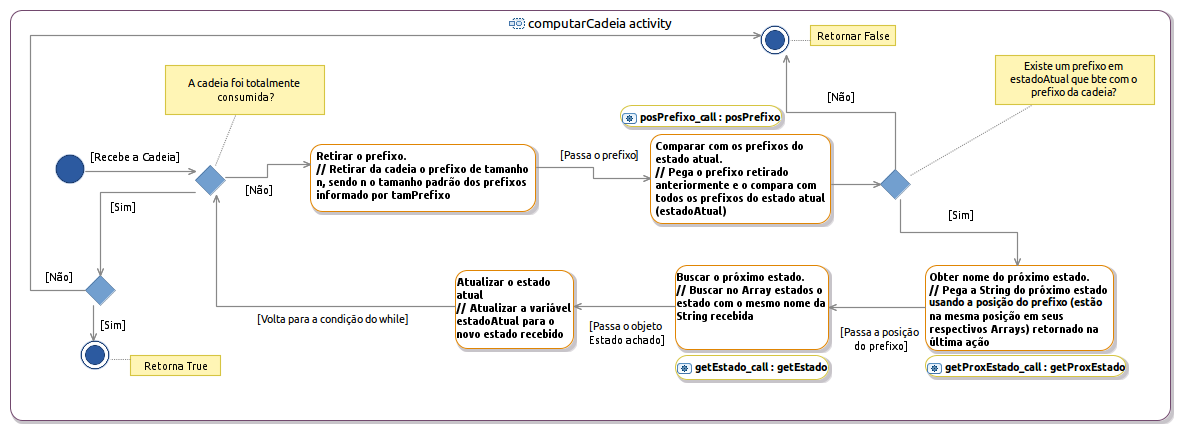 computarCadeia activity
Retornar False
A cadeia foi totalmente
consumida?
Existe um prefixo em
estadoAtual que bte com o
prefixo da cadeia?
[Não]
posPrefixo_call : posPrefixo
[Recebe a Cadeia]
[Não]
Retirar o prefixo.
// Retirar da cadeia o prefixo de tamanho
n, sendo n o tamanho padrão dos prefixos
informado por tamPrefixo
[Passa o prefixo]
Comparar com os prefixos do
estado atual.
// Pega o prefixo retirado
anteriormente e o compara com
todos os prefixos do estado atual
(estadoAtual)
[Sim]
[Sim]
[Não]
[Sim]
Retorna True
[Volta para a condição do while]
Atualizar o estado
atual
// Atualizar a variável
estadoAtual para o
novo estado recebido
[Passa o objeto
Estado achado]
Buscar o próximo estado.
// Buscar no Array estados o
estado com o mesmo nome da
String recebida
getEstado_call : getEstado
[Passa a posição
do prefixo]
Obter nome do próximo estado.
// Pega a String do próximo estado
usando a posição do prefixo (estão
na mesma posição em seus
respectivos Arrays) retornado na
última ação
getProxEstado_call : getProxEstado